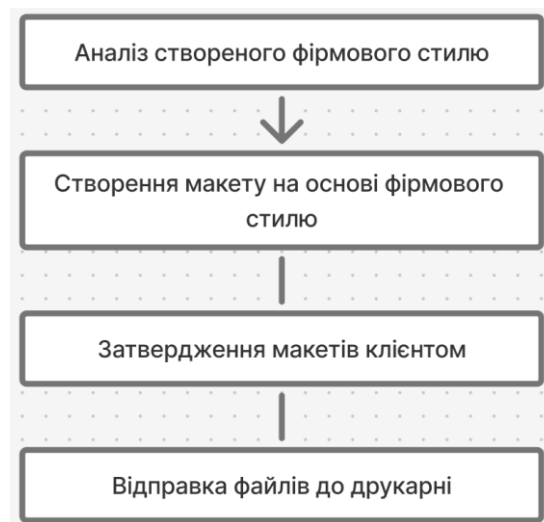 Аналіз створеного фірмового стилю
Створення макету на основі фірмового
стилю
Затвердження макетів клієнтом
Відправка файлів до друкарні